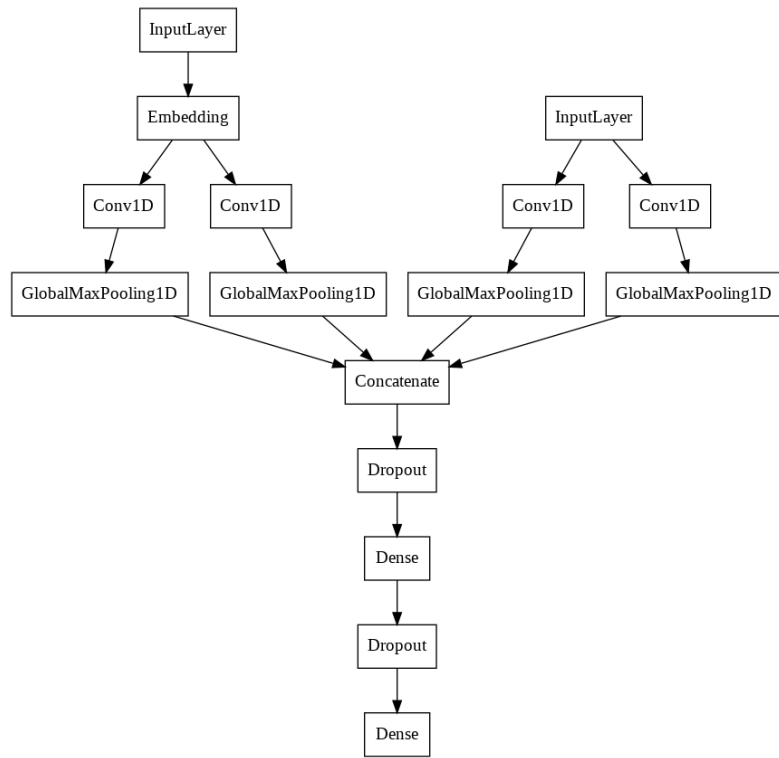 InputLayer
Embedding
InputLayer
Conv1D
Conv1D
Conv1D
Conv1D
GlobalMaxPooling1D
GlobalMaxPooling1D
GlobalMaxPooling1D
GlobalMaxPooling1D
Concatenate
Dropout
Dense
Dropout
Dense